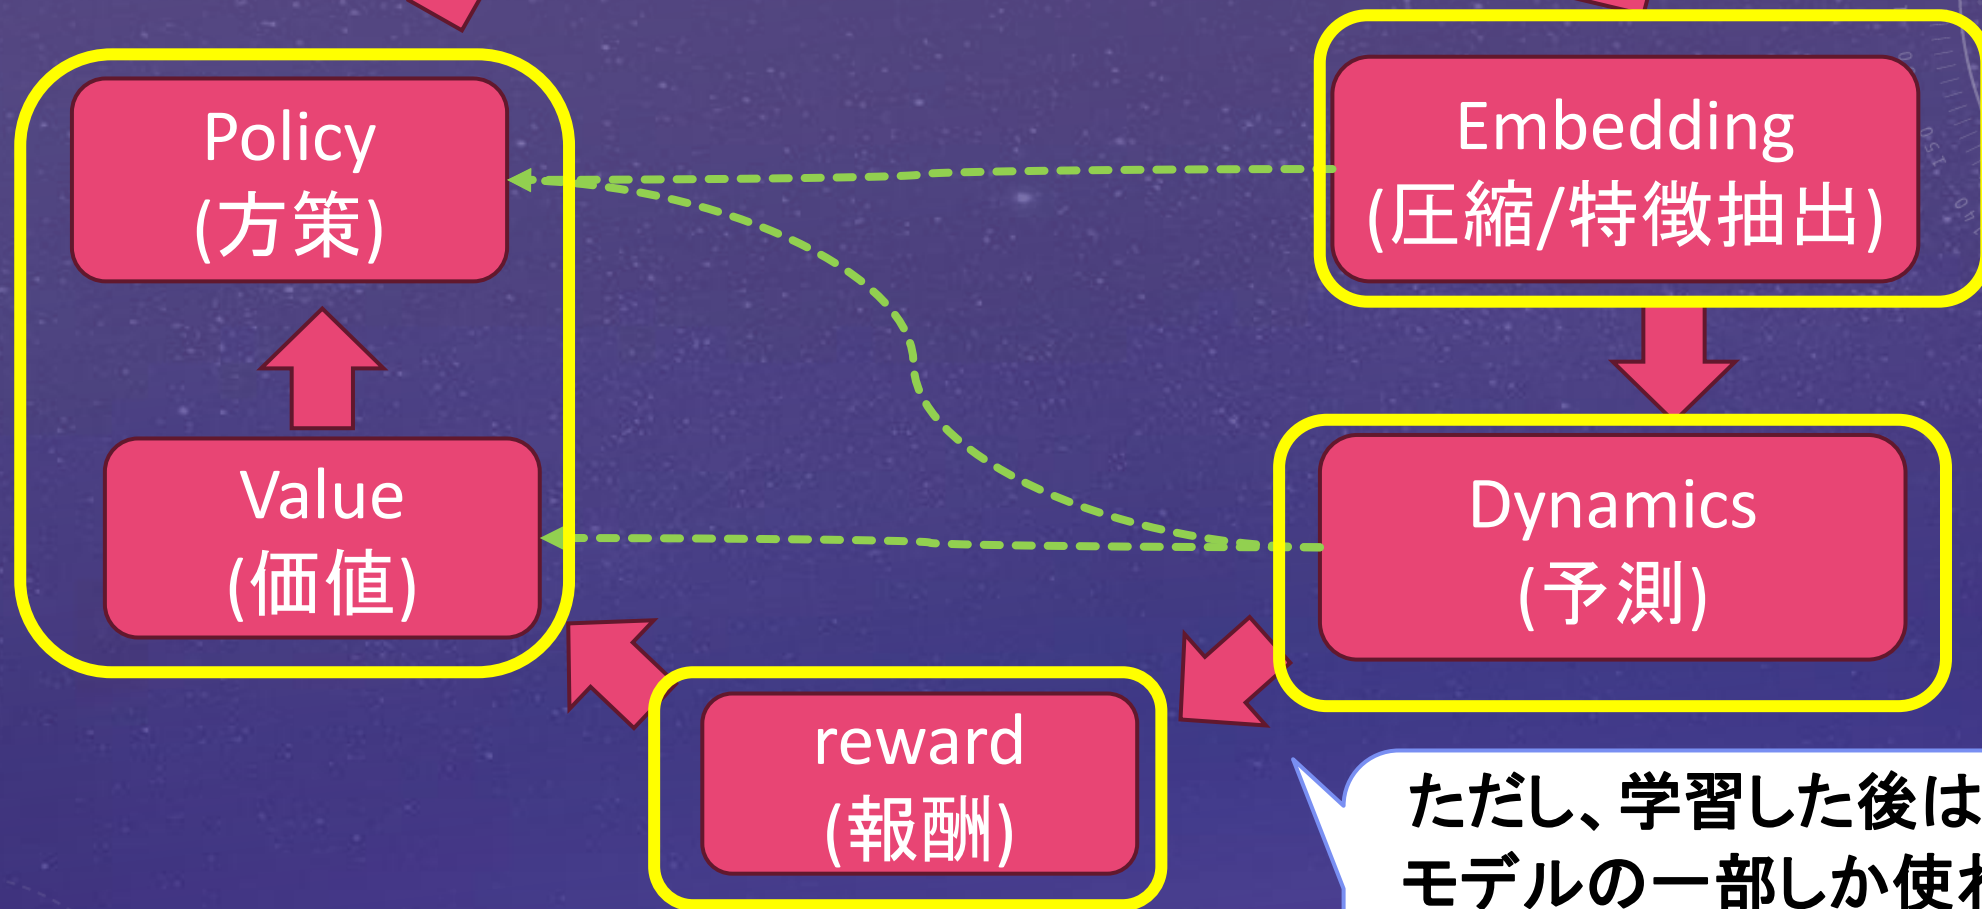 Policy
(方策)
Embedding
(圧縮/特徴抽出)
Value
(価値)
Dynamics
(予測)
reward
(報酬)
ただし、学習した後は
モデルの一部しか使わ